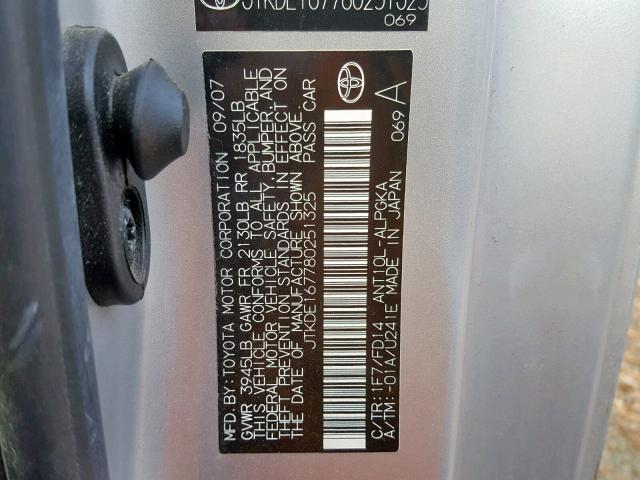 JTKDE167780251325
069
MFD.BY:TOYOTA MOTOR CORPORATION 09/07
GVWR 3945LB GAWR FR 2130LB RR 1835LB
THIS VEHICLE CONFORMS TO ALL APPLICABLE
FEDERAL MOTOR VEHICLE SAFETY,BUMPER,AND
THEFT PREVENTION STANDARDS IN EFFECT ON
THE DATE OF MANUFACTURE SHOWN ABOVE.
JTKDE167780251325 PASS.CAR
C/TR:1F7/FD14 ANT10L-ALPGKA
A/TM:-01A/U241E MADE IN JAPAN 069 A